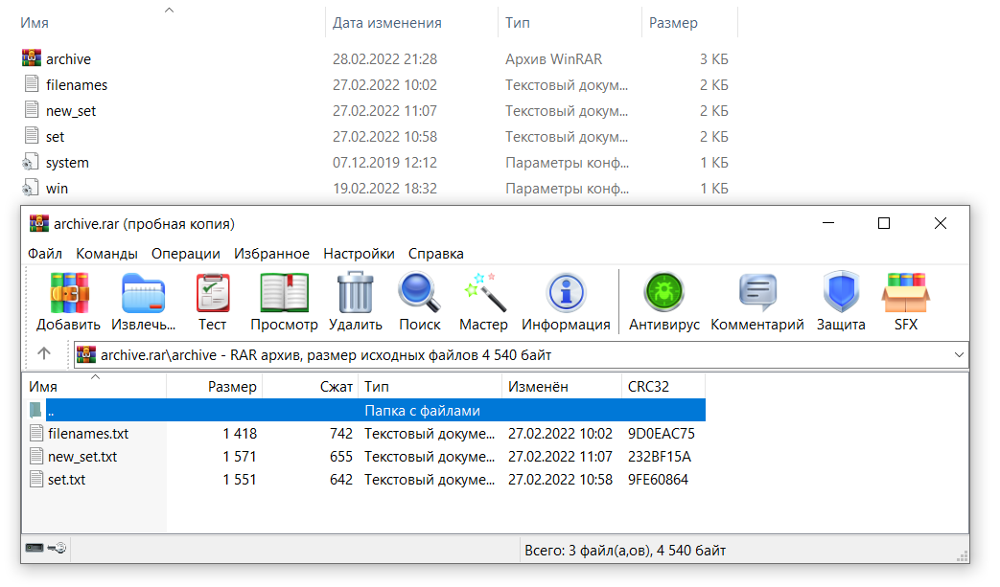 Имя Дата изменения Тип Размер
archive 28.02.2022 21:28 Архив WinRAR 3 КБ
filenames 27.02.2022 10:02 Текстовый докум... 2 КБ
new_set 27.02.2022 11:07 Текстовый докум... 2 КБ
set 27.02.2022 10:58 Текстовый докум... 2 КБ
system 07.12.2019 12:12 Параметры конф... 1 КБ
win 19.02.2022 18:32 Параметры конф... 1 КБ
archive.rar (пробная копия)
Файл Команды Операции Избранное Настройки Справка
Добавить Извлечь... Тест Просмотр Удалить Поиск Мастер Информация Антивирус Комментарий Защита SFX
archive.rar\archive - RAR архив, размер исходных файлов 4 540 байт
Имя Размер Сжат Тип Изменён CRC32
.. Папка с файлами
filenames.txt 1 418 742 Текстовый докуме... 27.02.2022 10:02 9D0EAC75
new_set.txt 1 571 655 Текстовый докуме... 27.02.2022 11:07 232BF15A
set.txt 1 551 642 Текстовый докуме... 27.02.2022 10:58 9FE60864
Всего: 3 файл(а,ов), 4 540 байт